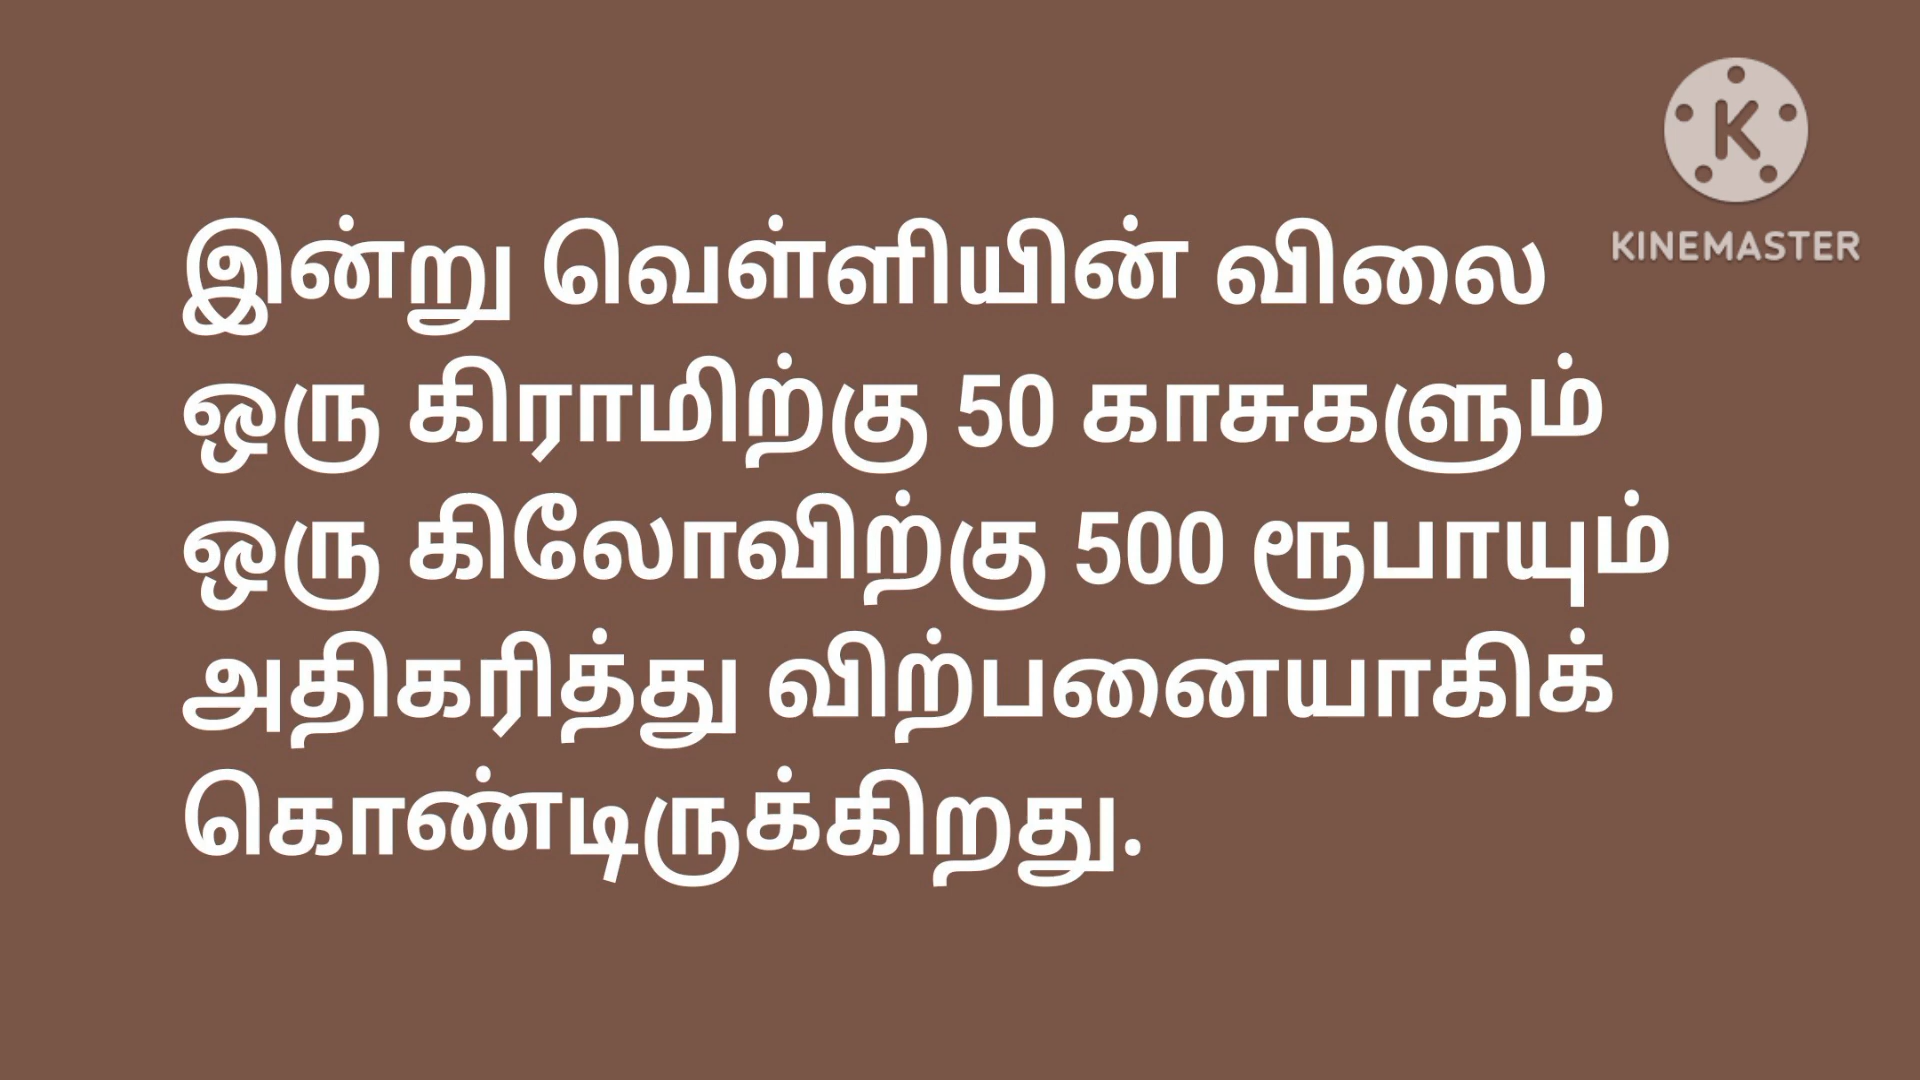 KINEMASTER
இன்று வெள்ளியின் விலை
ஒரு கிராமிற்கு 50 காசுகளும்
ஒரு கிலோவிற்கு 500 ரூபாயும்
அதிகரித்து விற்பனையாகிக்
கொண்டிருக்கிறது.